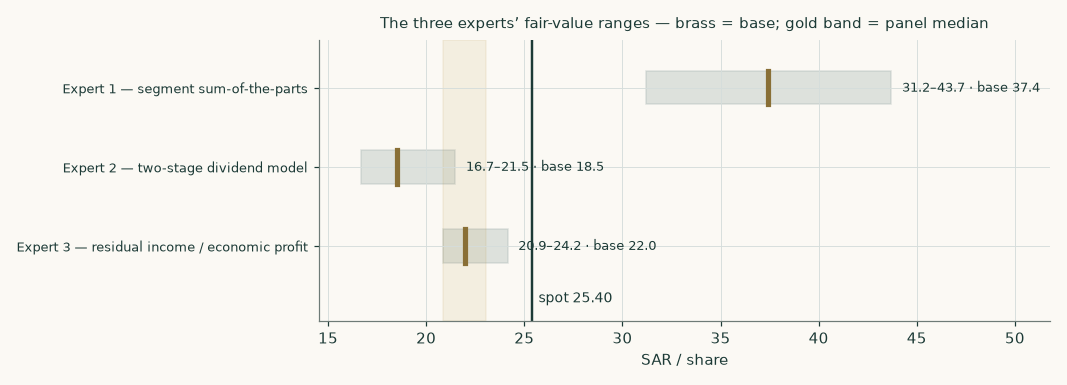 The three experts’ fair-value ranges — brass = base; gold band = panel median
Expert 1 — segment sum-of-the-parts
31.2–43.7 · base 37.4
Expert 2 — two-stage dividend model
16.7–21.5 · base 18.5
Expert 3 — residual income / economic profit
20.9–24.2 · base 22.0
spot 25.40
15 20 25 30 35 40 45 50
SAR / share